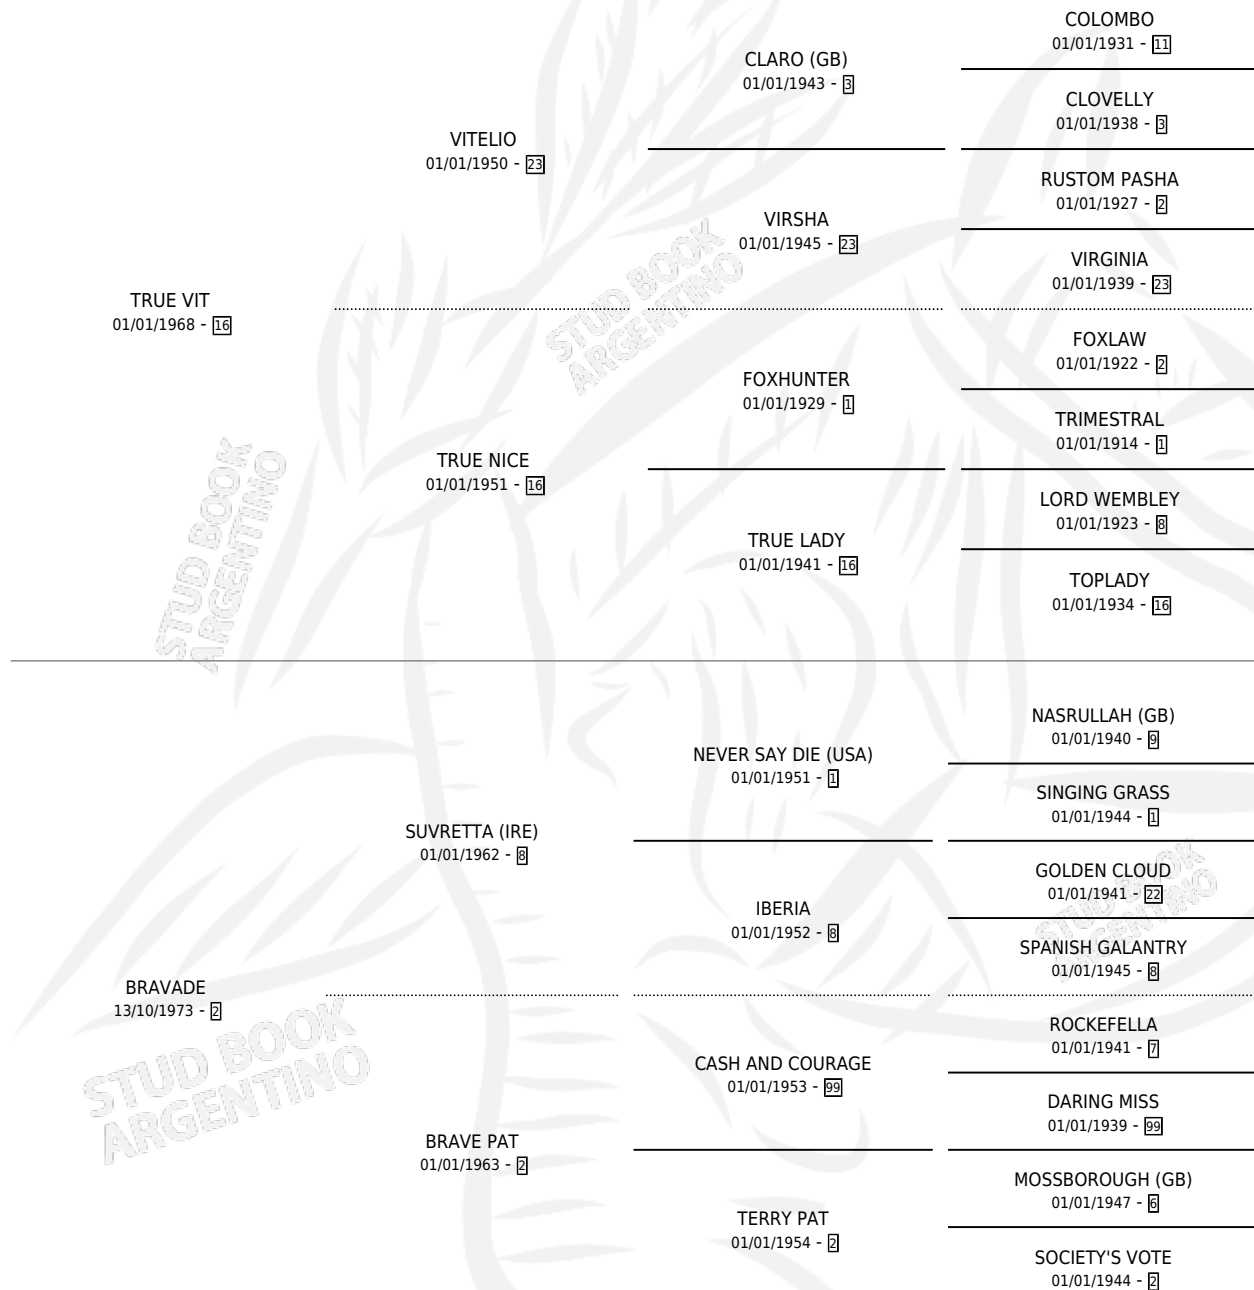 COLOMBO
01/01/1931 - 11
CLARO (GB)
01/01/1943 - 3
CLOVELLY
01/01/1938 - 3
VITELIO
01/01/1950 - 23
RUSTOM PASHA
01/01/1927 - 2
VIRSHA
01/01/1945 - 23
VIRGINIA
01/01/1939 - 23
TRUE VIT
01/01/1968 - 16
FOXLAW
01/01/1922 - 2
FOXHUNTER
01/01/1929 - 1
TRIMESTRAL
01/01/1914 - 1
TRUE NICE
01/01/1951 - 16
LORD WEMBLEY
01/01/1923 - 8
TRUE LADY
01/01/1941 - 16
TOPLADY
01/01/1934 - 16
NASRULLAH (GB)
01/01/1940 - 9
NEVER SAY DIE (USA)
01/01/1951 - 1
SINGING GRASS
01/01/1944 - 1
SUVRETTA (IRE)
01/01/1962 - 8
GOLDEN CLOUD
01/01/1941 - 22
IBERIA
01/01/1952 - 8
SPANISH GALANTRY
01/01/1945 - 8
BRAVADE
13/10/1973 - 2
ROCKEFELLA
01/01/1941 - 7
CASH AND COURAGE
01/01/1953 - 99
DARING MISS
01/01/1939 - 99
BRAVE PAT
01/01/1963 - 2
MOSSBOROUGH (GB)
01/01/1947 - 6
TERRY PAT
01/01/1954 - 2
SOCIETY'S VOTE
01/01/1944 - 2
STUD BOOK
ARGENTINO
STUD BOOK
ARGENTINO
STUD BOOK
ARGENTINO
STUD BOOK
ARGENTINO